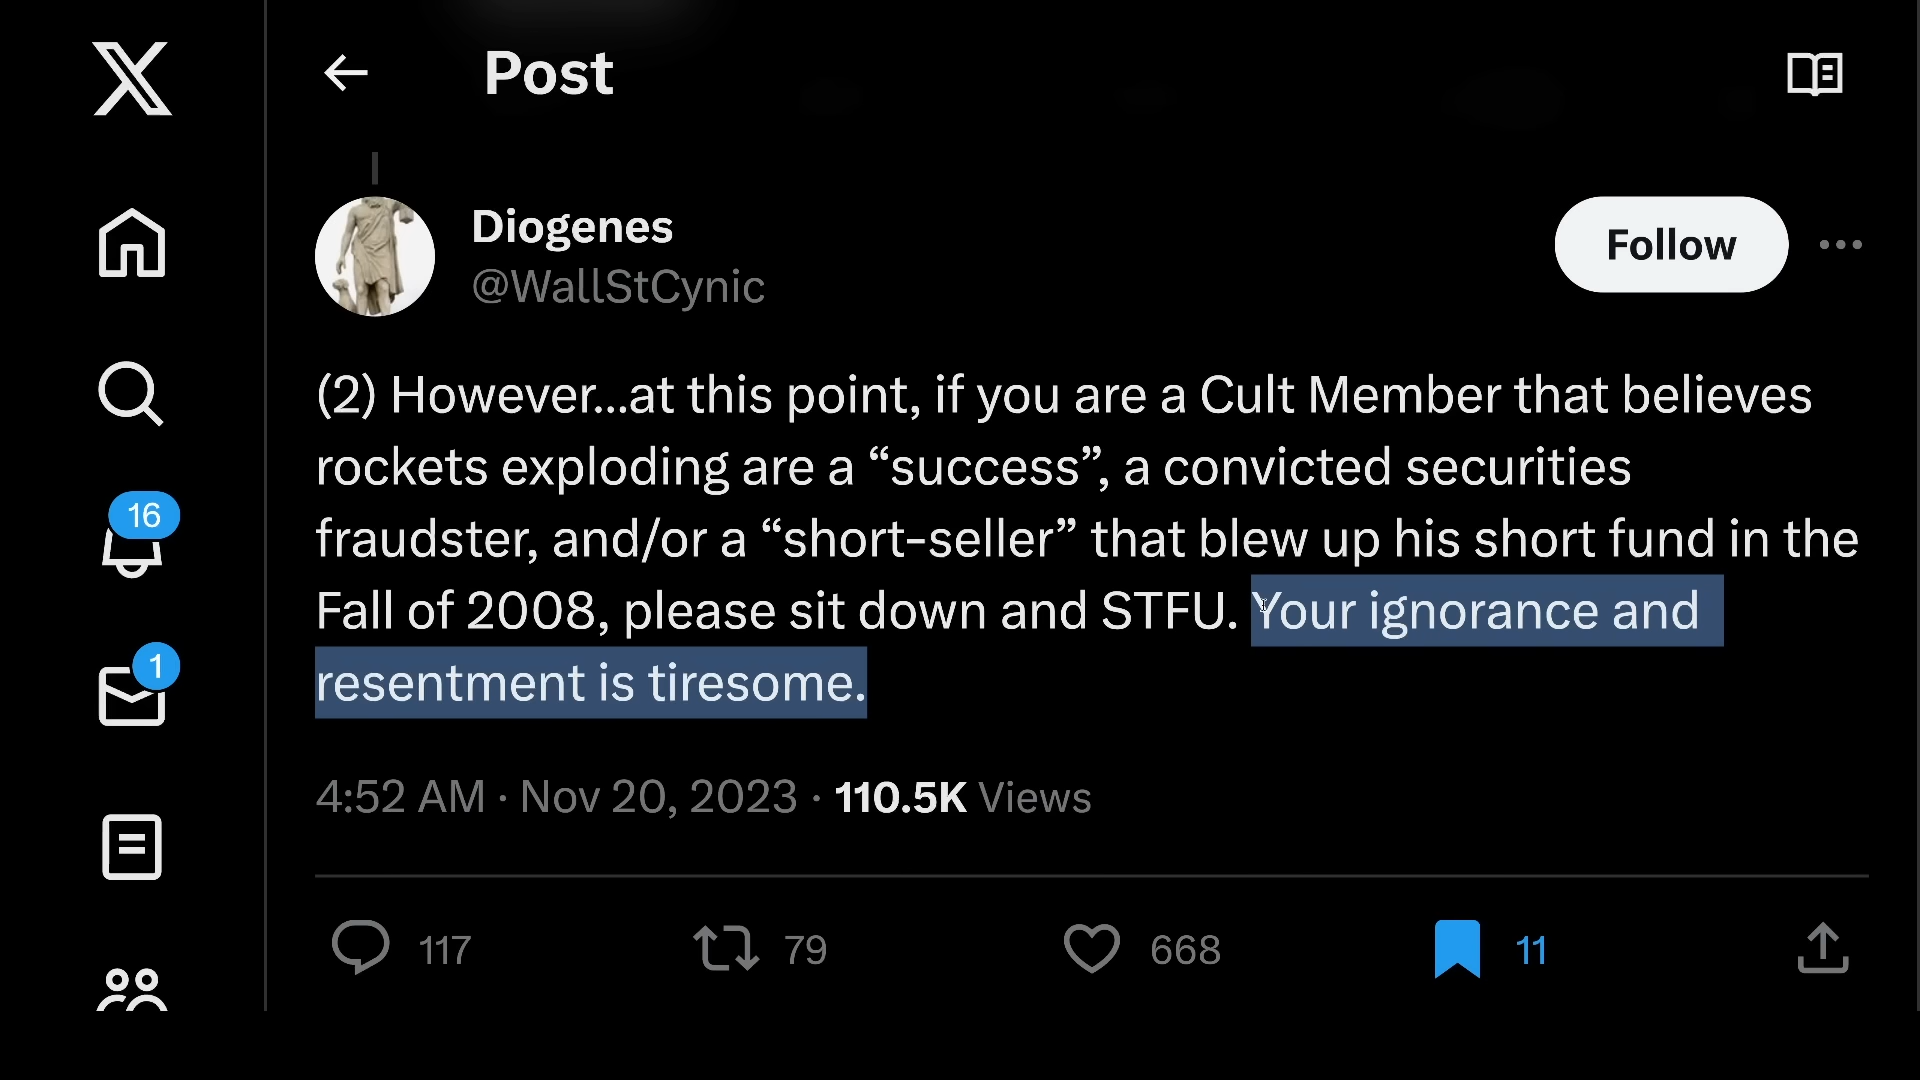 Post
Diogenes
Follow
@WallStCynic
(2) However...at this point, if you are a Cult Member that believes
rockets exploding are a “success”, a convicted securities
fraudster, and/or a “short-seller” that blew up his short fund in the
Fall of 2008, please sit down and STFU. Your ignorance and
resentment is tiresome.
16
1
4:52 AM · Nov 20, 2023 · 110.5K Views
117
79
668
11